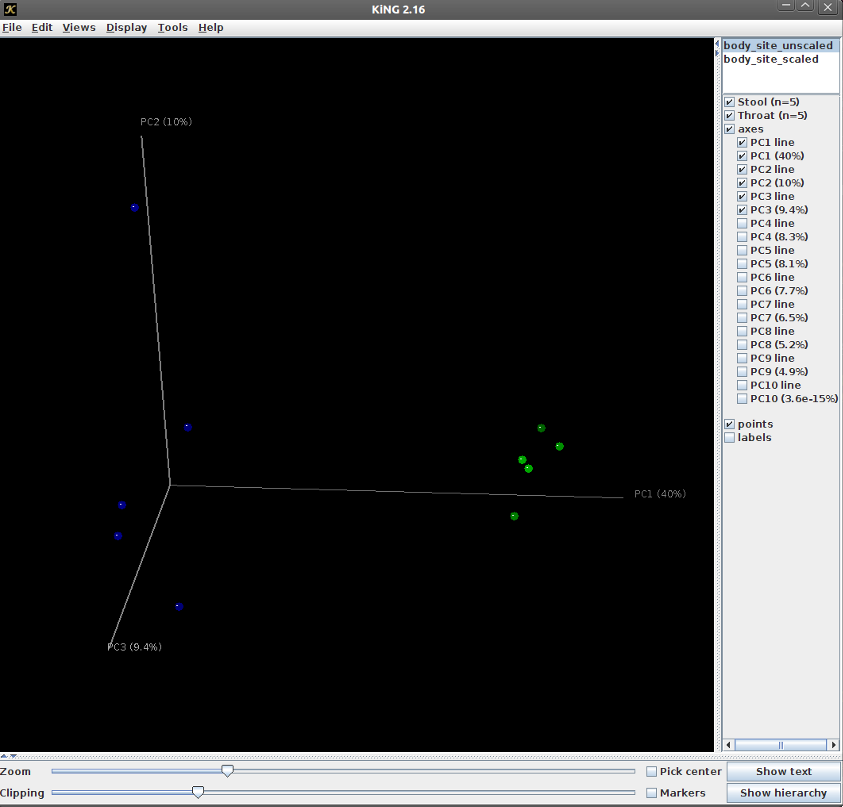 KiNG 2.16
File Edit Views Display Tools Help
body_site_unscaled
body_site_scaled
Stool (n=5)
Throat (n=5)
axes
PC1 line
PC1 (40%)
PC2 line
PC2 (10%)
PC3 line
PC3 (9.4%)
PC4 line
PC4 (8.3%)
PC5 line
PC5 (8.1%)
PC6 line
PC6 (7.7%)
PC7 line
PC7 (6.5%)
PC8 line
PC8 (5.2%)
PC9 line
PC9 (4.9%)
PC10 line
PC10 (3.6e-15%)
points
labels
PC2 (10%)
PC1 (40%)
PC3 (9.4%)
Zoom
Pick center
Show text
Clipping
Markers
Show hierarchy